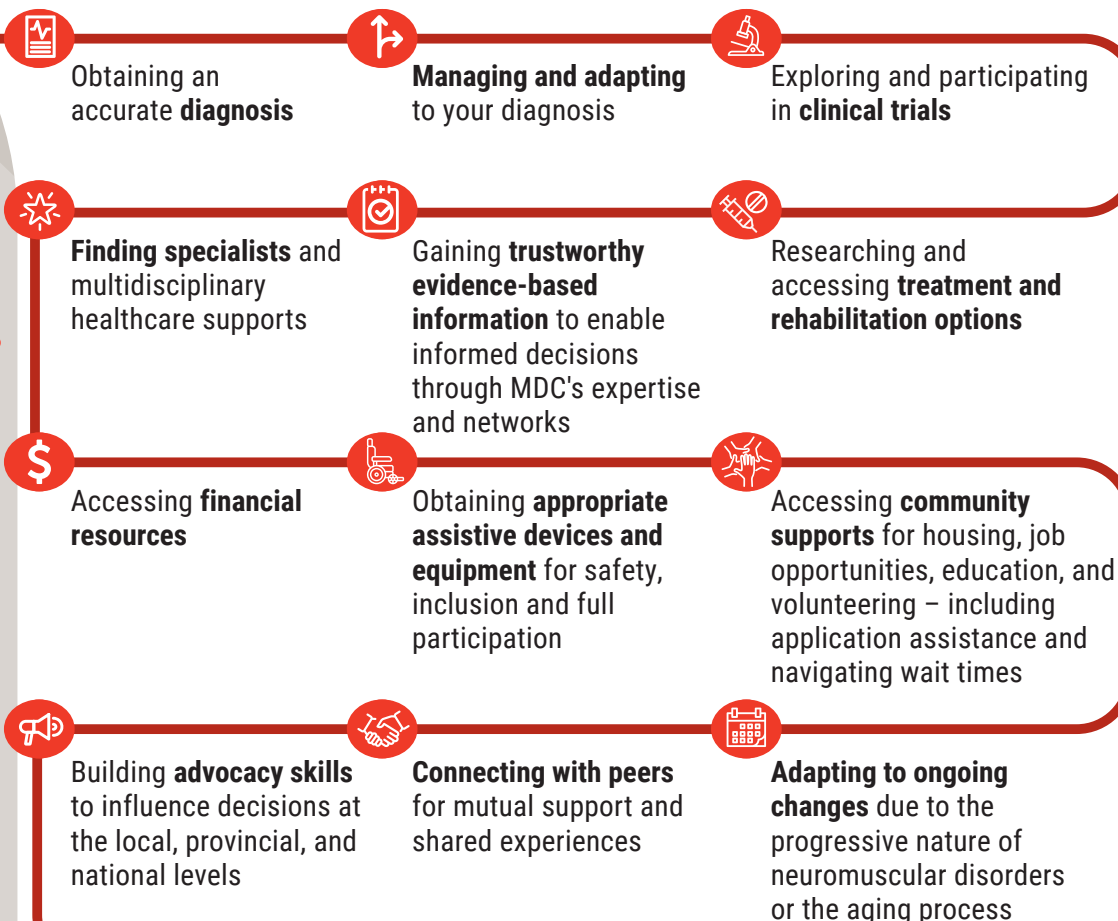 Obtaining an
accurate diagnosis
Managing and adapting
to your diagnosis
Exploring and participating
in clinical trials
Finding specialists and
multidisciplinary
healthcare supports
Gaining trustworthy
evidence-based
information to enable
informed decisions
through MDC's expertise
and networks
Researching and
accessing treatment and
rehabilitation options
$
Accessing financial
resources
Obtaining appropriate
assistive devices and
equipment for safety,
inclusion and full
participation
Accessing community
supports for housing, job
opportunities, education, and
volunteering – including
application assistance and
navigating wait times
Building advocacy skills
to influence decisions at
the local, provincial, and
national levels
Connecting with peers
for mutual support and
shared experiences
Adapting to ongoing
changes due to the
progressive nature of
neuromuscular disorders
or the aging process